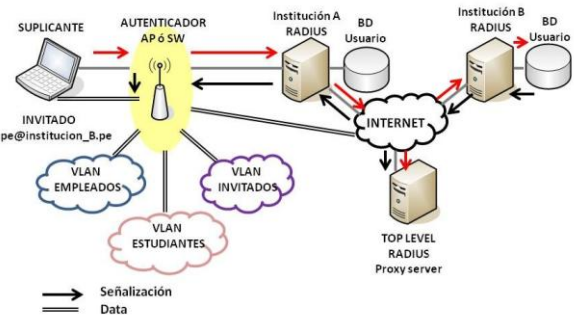 SUPLICANTE
AUTENTICADOR
AP ó SW
Institución A
RADIUS
BD
Usuario
Institución B
RADIUS
BD
Usuario
INVITADO
pe@institucion_B.pe
INTERNET
VLAN
EMPLEADOS
VLAN
INVITADOS
VLAN
ESTUDIANTES
TOP LEVEL
RADIUS
Proxy server
Señalización
Data